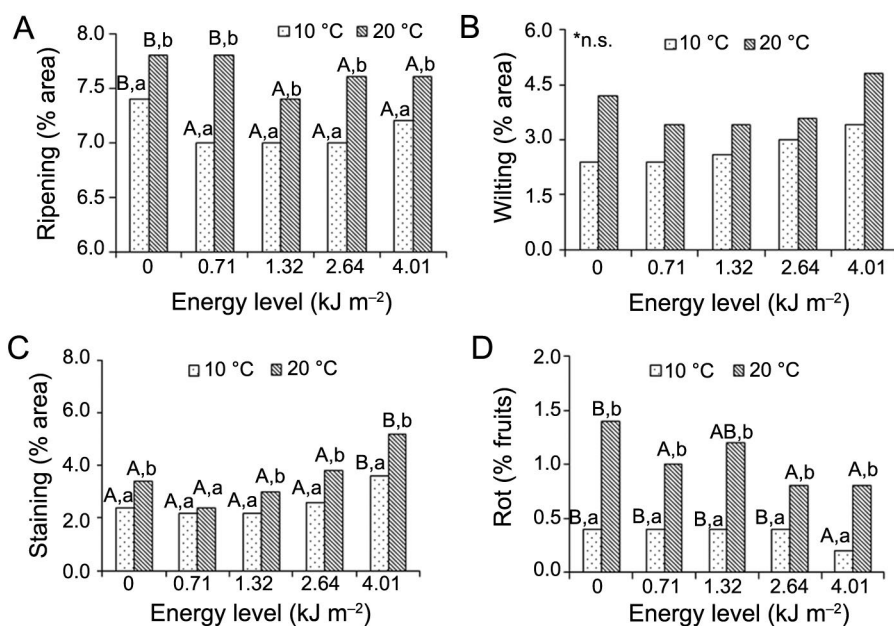 A
Ripening (% area)
8.0
7.5
7.0
6.5
6.0
10 °C 20 °C
B,a B,b
A,a B,b
A,a A,b
A,a A,b
A,a A,b
0 0.71 1.32 2.64 4.01
Energy level (kJ m–2)
B
Wilting (% area)
6.0
4.5
3.0
1.5
0.0
*n.s.
10 °C 20 °C
0 0.71 1.32 2.64 4.01
Energy level (kJ m–2)
C
Staining (% area)
8.0
6.0
4.0
2.0
0.0
10 °C 20 °C
A,a A,b
A,a A,a
A,a A,b
A,a A,b
B,a B,b
0 0.71 1.32 2.64 4.01
Energy level (kJ m–2)
D
Rot (% fruits)
2.0
1.5
1.0
0.5
0.0
10 °C 20 °C
B,a B,b
B,a A,b
B,a AB,b
B,a A,b
A,a A,b
0 0.71 1.32 2.64 4.01
Energy level (kJ m–2)